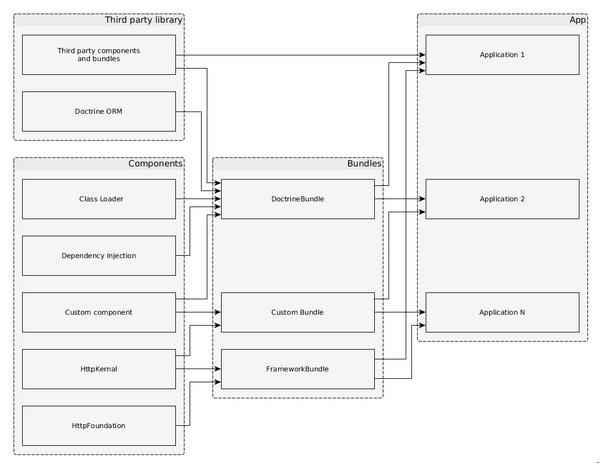 Third party library
Third party components
and bundles
Doctrine ORM
Components
Class Loader
Dependency Injection
Custom component
HttpKernal
HttpFoundation
Bundles
DoctrineBundle
Custom Bundle
FrameworkBundle
App
Application 1
Application 2
Application N